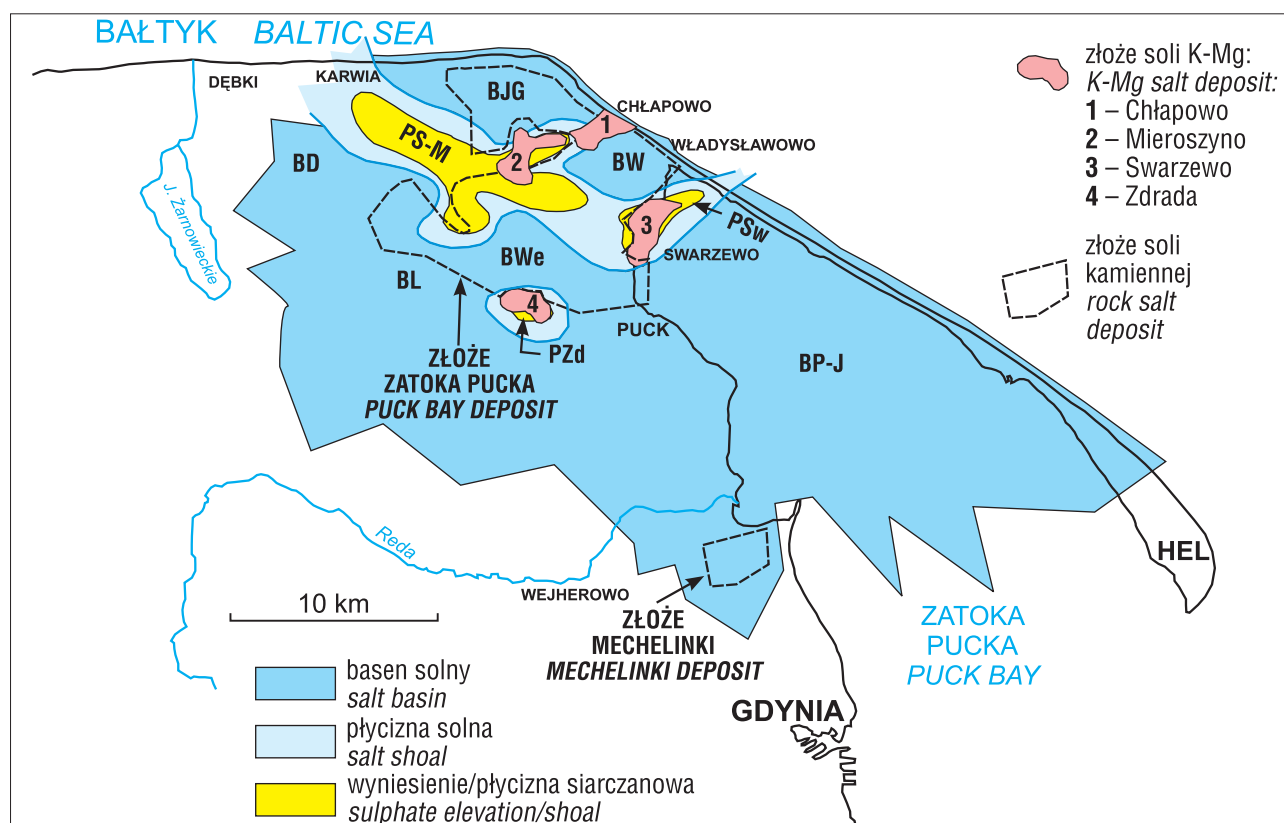 BAŁTYK BALTIC SEA
DĘBKI
KARWIA
BJG
CHŁAPOWO
1
PS-M
2
BW
WŁADYSŁAWOWO
BD
J. Żarnowieckie
3
PSw
SWARZEWO
BWe
BL
4
PUCK
PZd
BP-J
ZŁOŻE
ZATOKA PUCKA
PUCK BAY DEPOSIT
Reda
WEJHEROWO
HEL
10 km
ZŁOŻE
MECHELINKI
MECHELINKI DEPOSIT
ZATOKA
PUCKA
PUCK BAY
GDYNIA
basen solny
salt basin
płycizna solna
salt shoal
wyniesienie/płycizna siarczanowa
sulphate elevation/shoal
złoże soli K-Mg:
K-Mg salt deposit:
1 – Chłapowo
2 – Mieroszyno
3 – Swarzewo
4 – Zdrada
złoże soli
kamiennej
rock salt
deposit